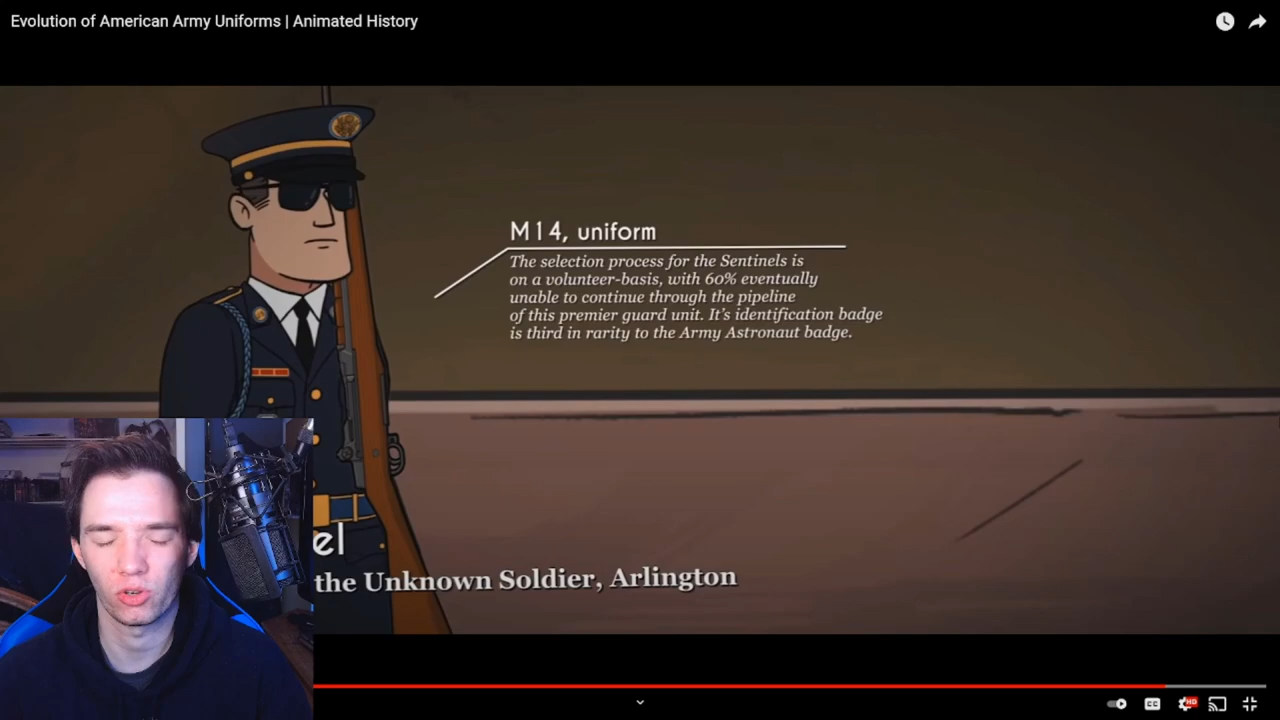 Evolution of American Army Uniforms | Animated History
M14, uniform
The selection process for the Sentinels is
on a volunteer-basis, with 60% eventually
unable to continue through the pipeline
of this premier guard unit. It's identification badge
is third in rarity to the Army Astronaut badge.
el
the Unknown Soldier, Arlington
CC
HD